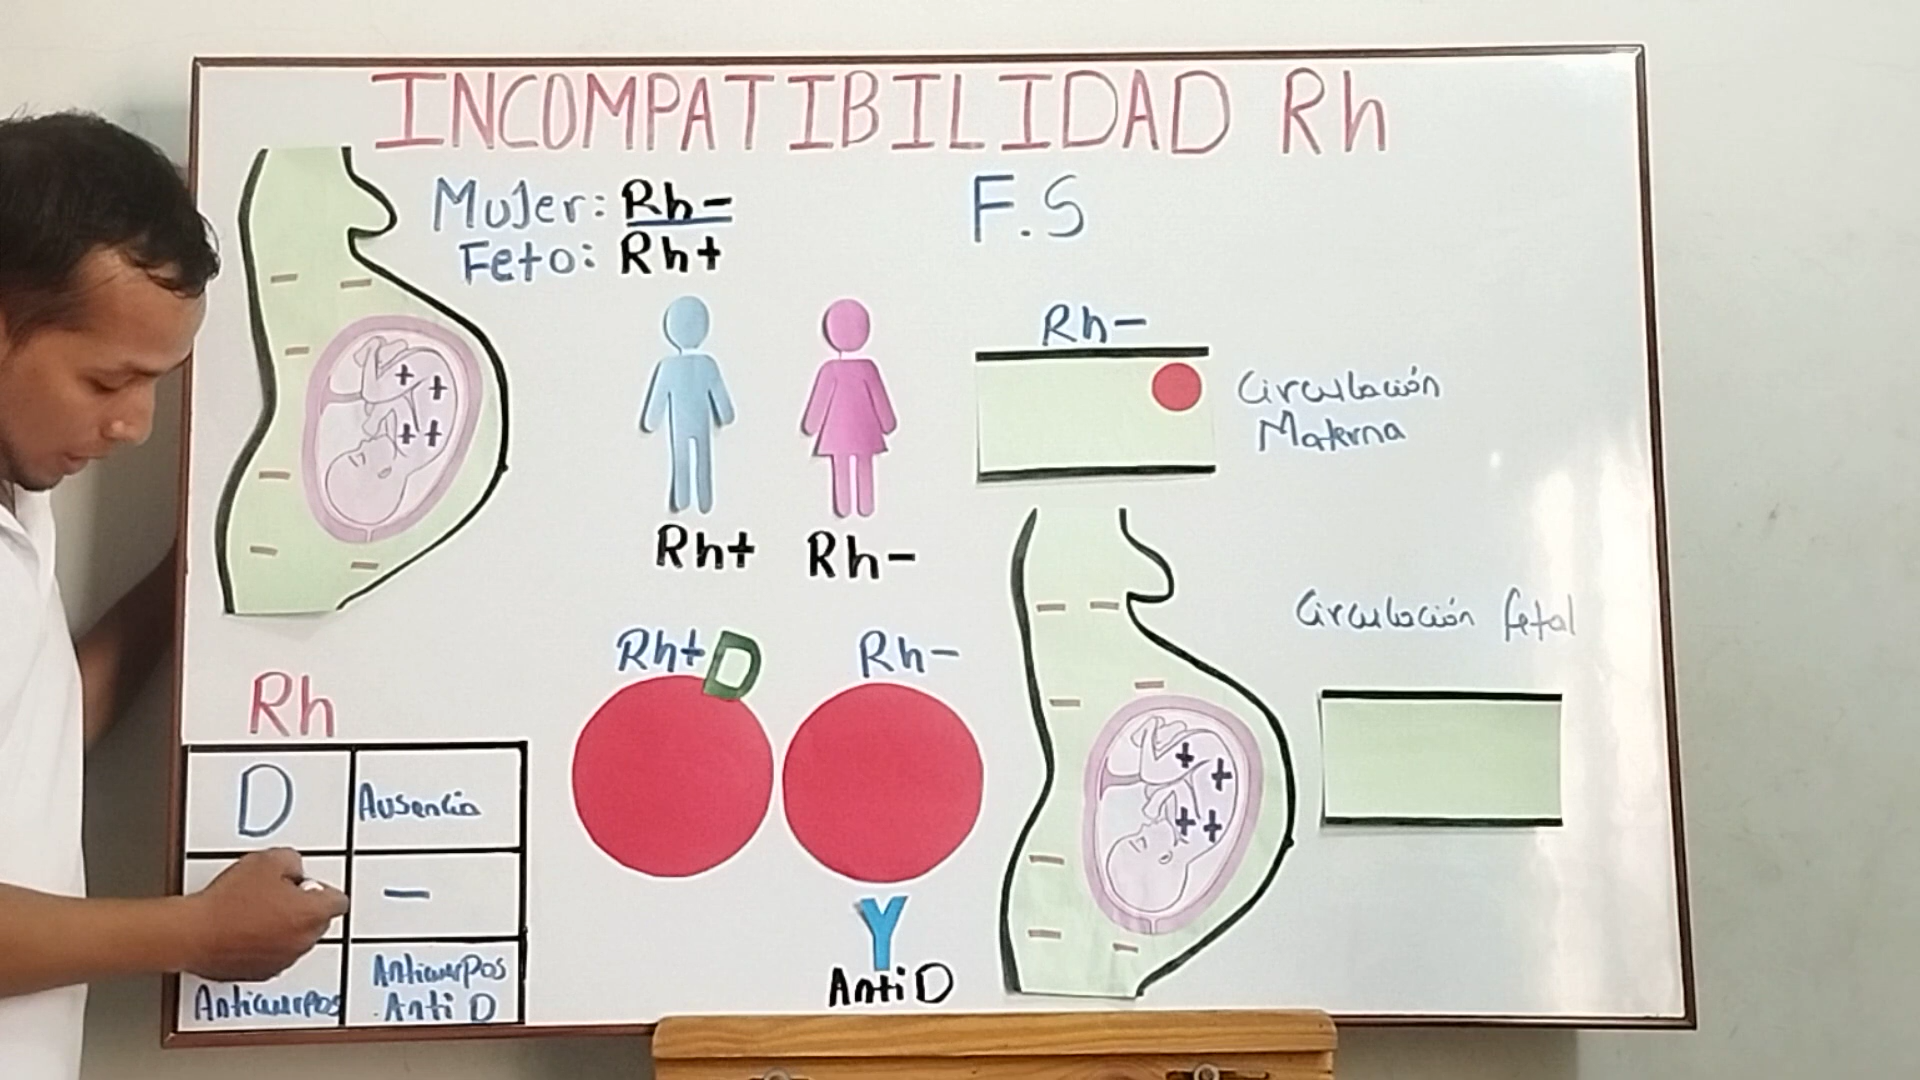 INCOMPATIBILIDAD Rh
Mujer: Rh-
Feto: Rh+
F.S
Rh-
Circulación
Materna
Rh+ Rh-
Circulación fetal
Rh+ D Rh-
Rh
D Ausencia
-
Anticuerpos
Anticuerpos
Anti D
Y
Anti D